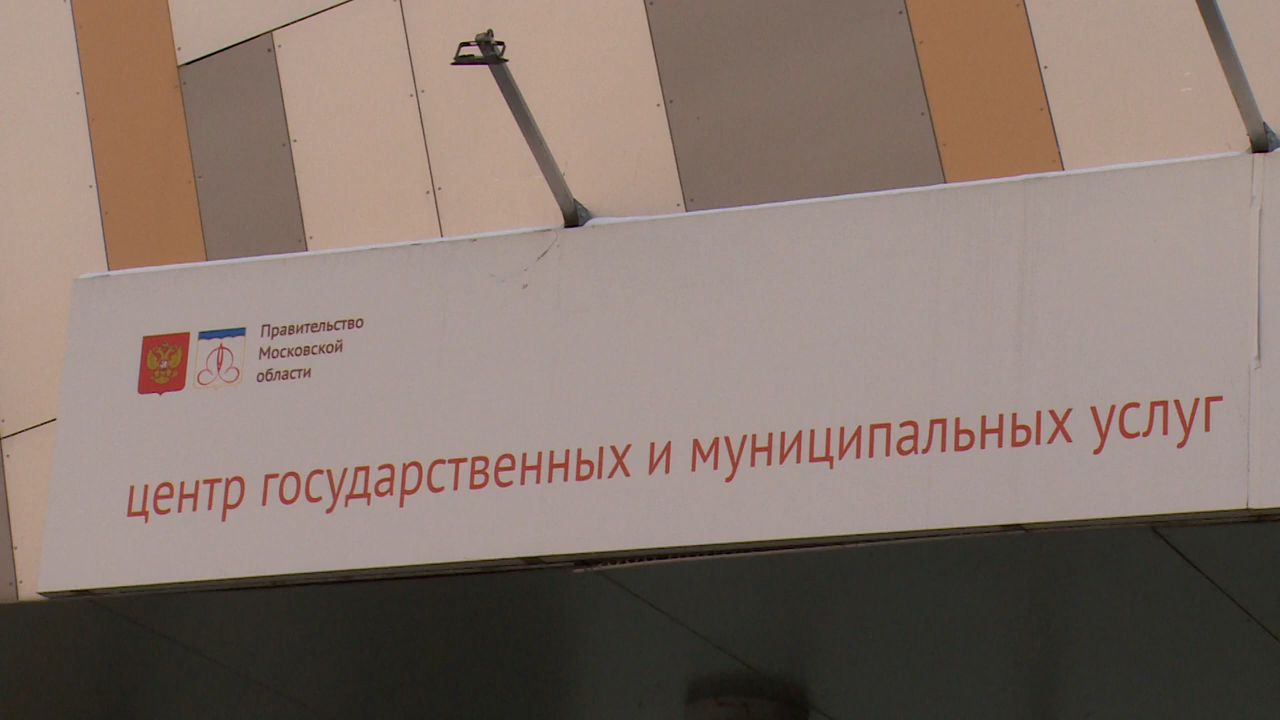 Правительство
Московской
области
центр государственных и муниципальных услуг